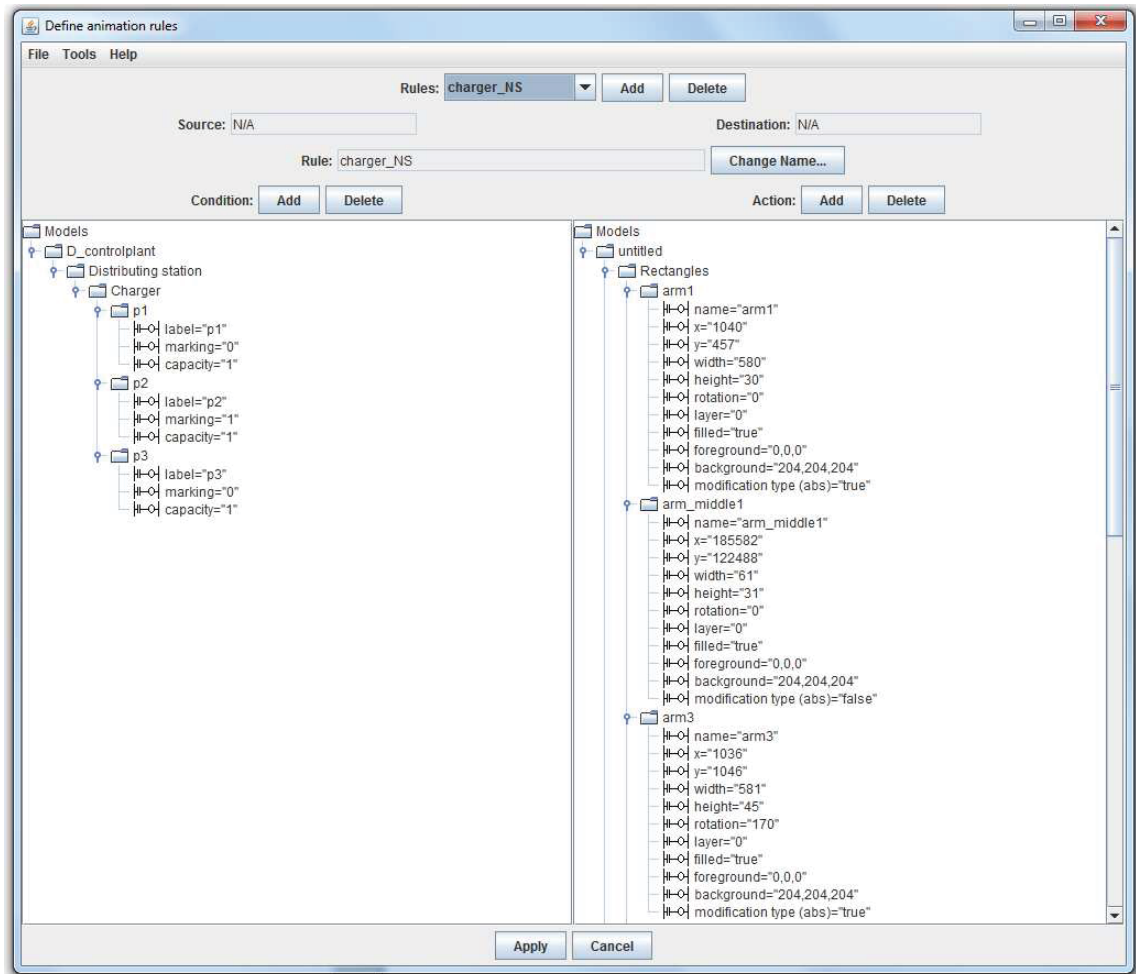 Define animation rules
File Tools Help
Rules: charger_NS Add Delete
Source: N/A Destination: N/A
Rule: charger_NS Change Name...
Condition: Add Delete Action: Add Delete
Models
D_controlplant
Distributing station
Charger
p1
label="p1"
marking="0"
capacity="1"
p2
label="p2"
marking="1"
capacity="1"
p3
label="p3"
marking="0"
capacity="1"
Models
untitled
Rectangles
arm1
name="arm1"
x="1040"
y="457"
width="580"
height="30"
rotation="0"
layer="0"
filled="true"
foreground="0,0,0"
background="204,204,204"
modification type (abs)="true"
arm_middle1
name="arm_middle1"
x="185582"
y="122488"
width="61"
height="31"
rotation="0"
layer="0"
filled="true"
foreground="0,0,0"
background="204,204,204"
modification type (abs)="false"
arm3
name="arm3"
x="1036"
y="1046"
width="581"
height="45"
rotation="170"
layer="0"
filled="true"
foreground="0,0,0"
background="204,204,204"
modification type (abs)="true"
Apply Cancel